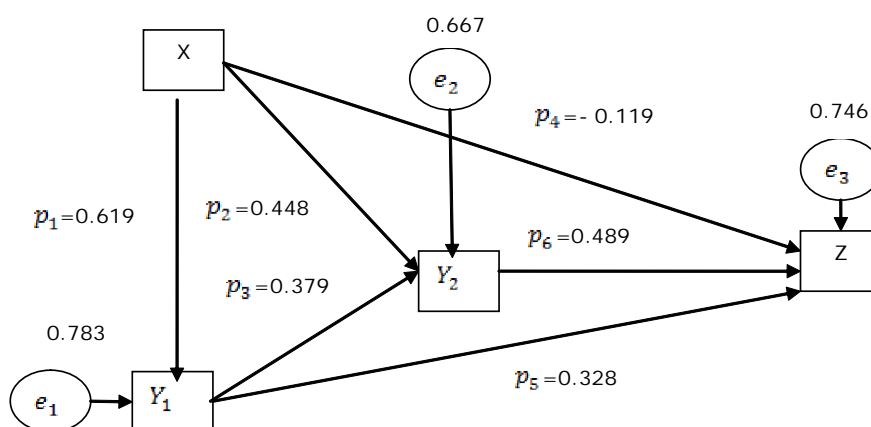 0.667
X
e₂
p₄=- 0.119
0.746
e₃
p₁=0.619
p₂=0.448
p₆=0.489
Z
Y₂
p₃=0.379
0.783
p₅=0.328
e₁
Y₁